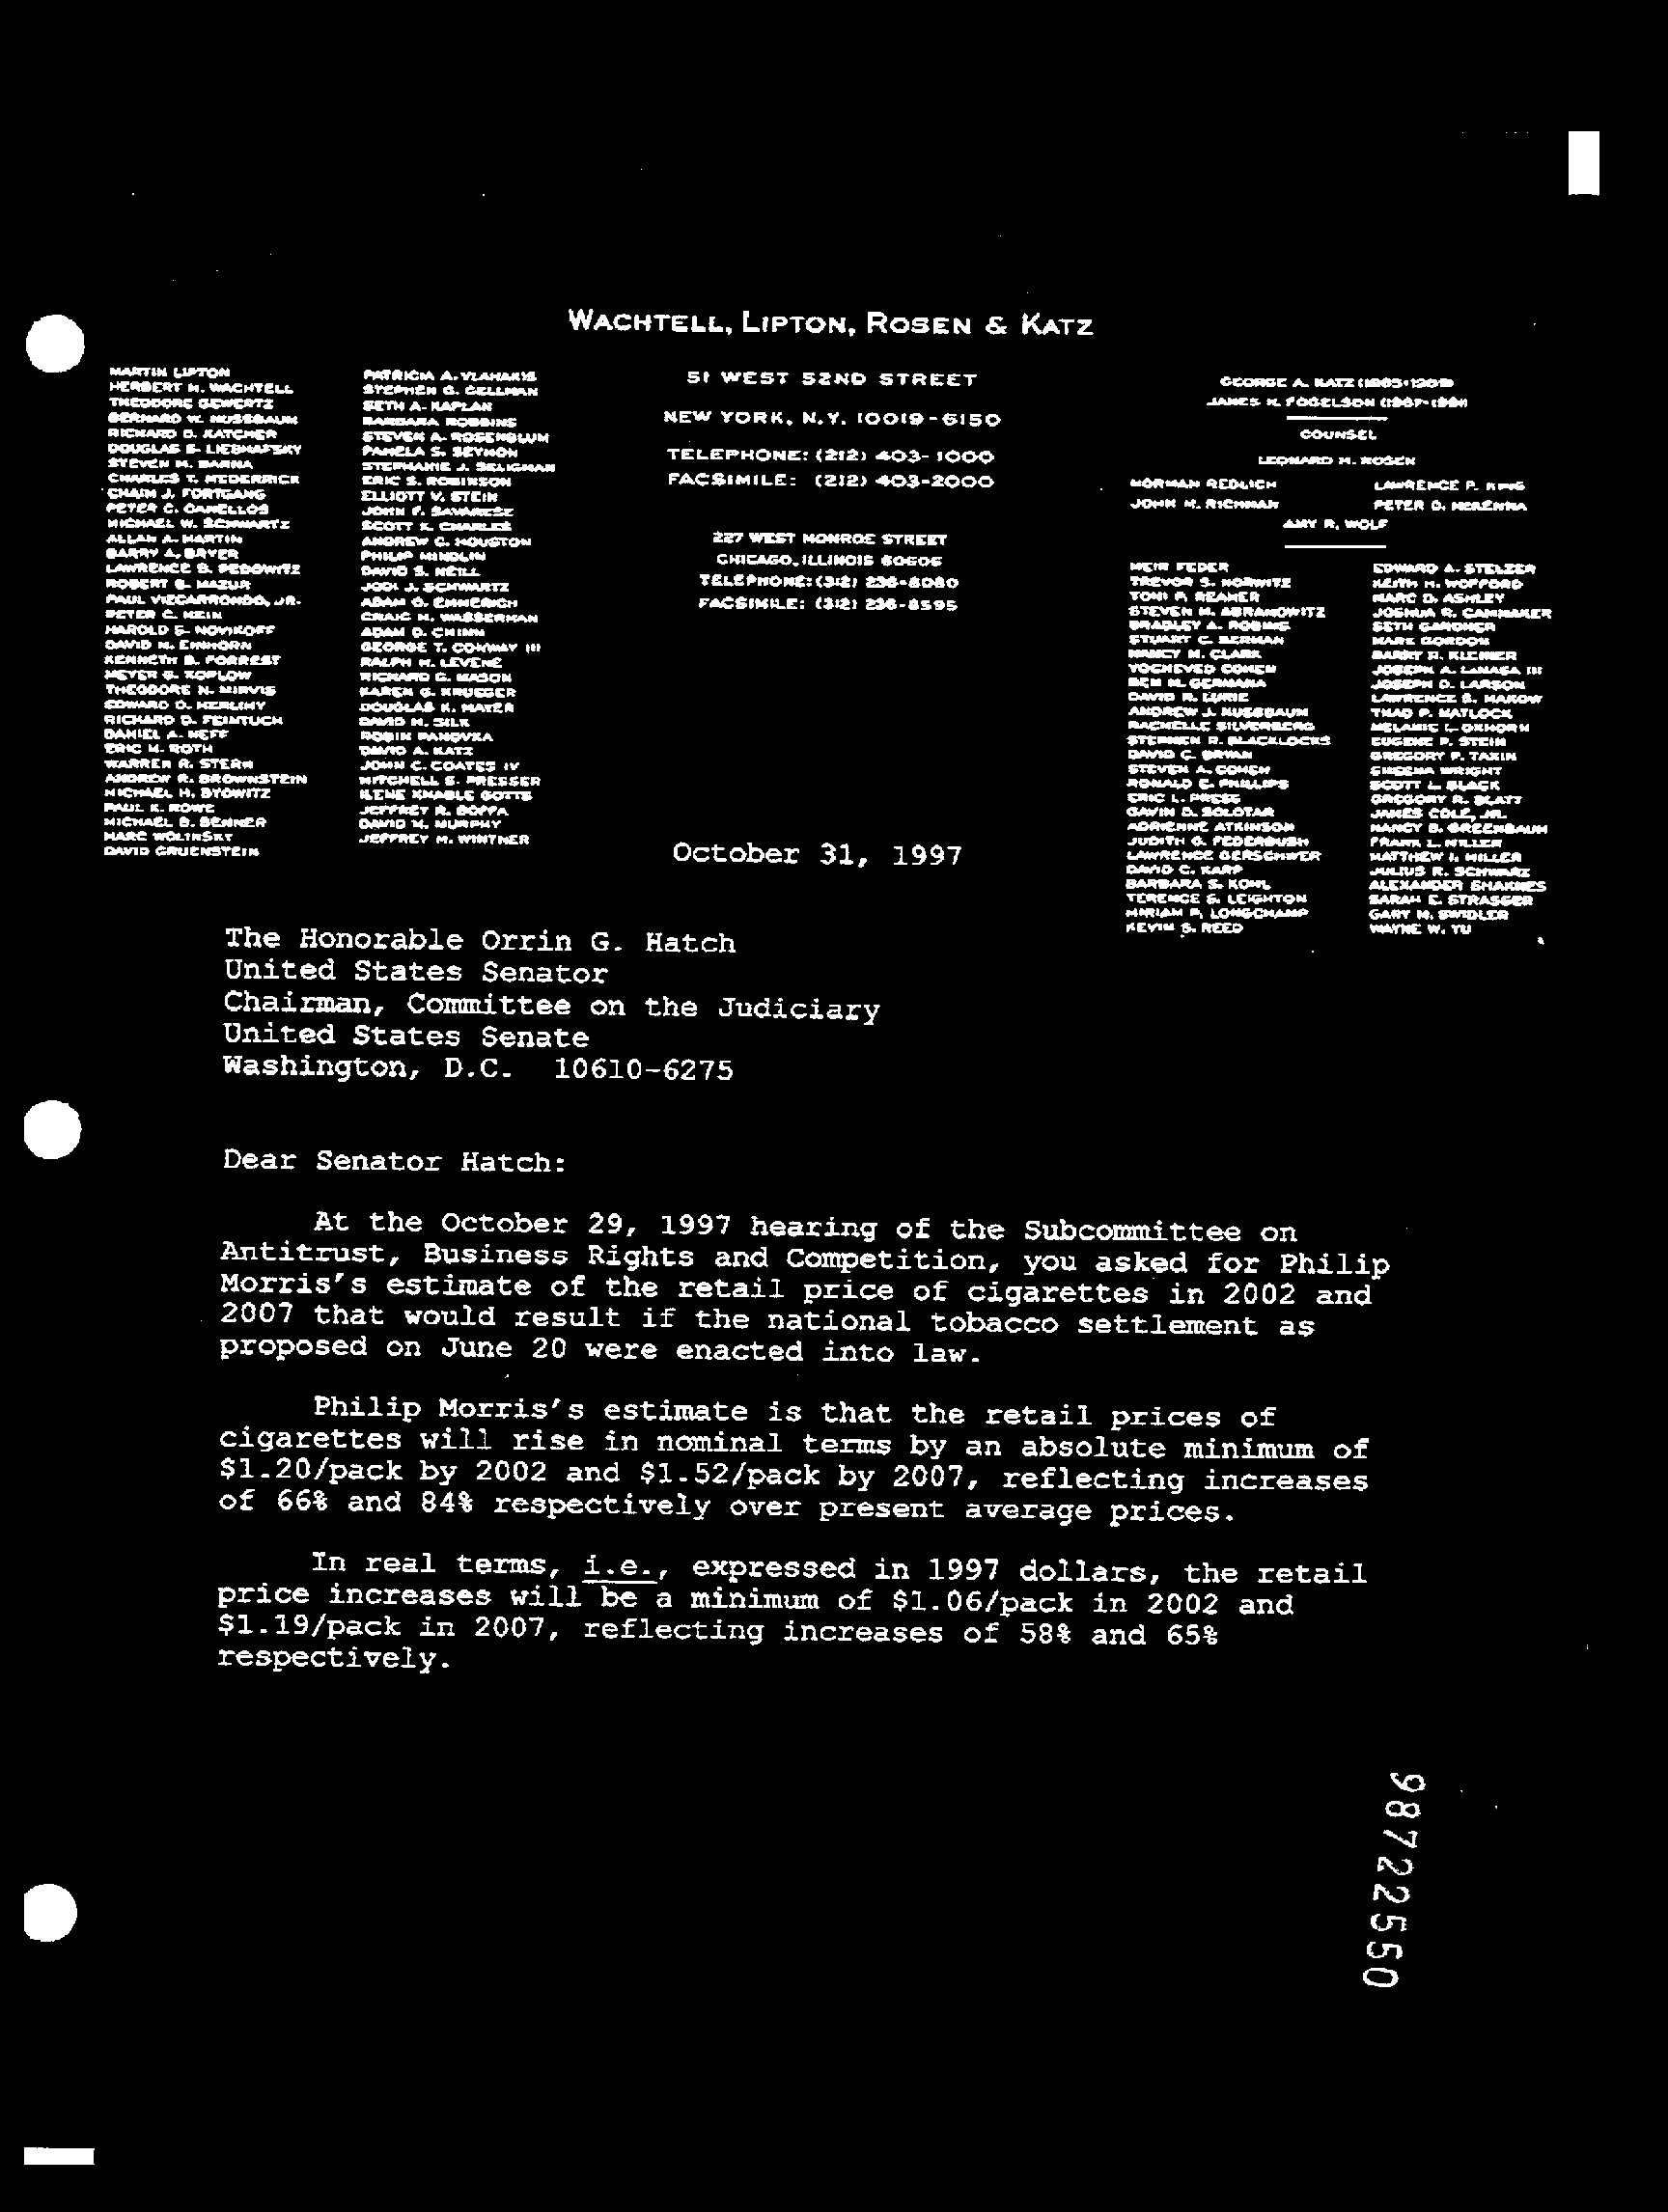 WACHTELL, LIPTON, ROSEN & KATZ
MARTIN LIPTON
HERBERT M. WACHTELL
THEODORE GEWERTZ
BERNARD W. NUSSBAUM
RICHARD D. KATCHER
DOUGLAS S. LIEBHAFSKY
STEVEN M. BARNA
CHARLES T. NEDERRICK
CHAIM J. FORTGANG
PETER C. CANELLOS
MICHAEL W. SCHWARTZ
ALLAN A. MARTIN
BARRY A. BRYER
LAWRENCE B. PEDOWITZ
ROBERT B. MAZUR
PAUL VIZCARRONDO, JR.
PETER C. HEIN
HAROLD S. NOVIKOFF
DAVID M. EINHORN
KENNETH B. FORREST
MEYER G. KOPLOW
THEODORE N. MIRVIS
EDWARD D. HERLIHY
RICHARD D. FEINTUCH
DANIEL A. NEFF
ERIC M. ROTH
WARREN R. STERN
ANDREW R. BROWNSTEIN
MICHAEL H. BYOWITZ
PAUL K. ROWE
MICHAEL B. BENNER
MARC WOLINSKY
DAVID GRUENSTEIN
PATRICIA A. VLAHAKIS
STEPHEN G. GELLMAN
SETH A. KAPLAN
BARBARA ROBBINS
STEVEN A. ROSENBLUM
PAMELA S. SEYMON
STEPHANIE J. SELIGMAN
ERIC S. ROBINSON
ELLIOTT V. STEIN
JOHN F. SAVARESE
SCOTT K. CHARLES
ANDREW C. HOUSTON
PHILIP MINDLIN
DAVID S. NEILL
JODI J. SCHWARTZ
ADAM O. EMMERICH
CRAIG M. WASSERMAN
ADAM D. CHINN
GEORGE T. CONWAY III
RALPH M. LEVENE
RICHARD G. MASON
KAREN G. KRUEGER
DOUGLAS K. MAYER
DAVID M. SILK
ROBIN PANOVKA
DAVID A. KATZ
JOHN C. COATES IV
MITCHELL S. PRESSER
ILENE KNABLE GOTTS
JEFFREY R. BOFFA
DAVID M. MURPHY
JEFFREY M. WINTNER
51 WEST 52ND STREET
NEW YORK, N.Y. 10019-6150
TELEPHONE: (212) 403-1000
FACSIMILE: (212) 403-2000
227 WEST MONROE STREET
CHICAGO, ILLINOIS 60606
TELEPHONE: (312) 236-8080
FACSIMILE: (312) 236-8595
GEORGE A. KATZ (1965-1989)
JAMES H. FOGELSON (1967-1991)
COUNSEL
LEONARD M. ROSEN
NORMAN REDLICH LAWRENCE P. KING
JOHN M. RICHMAN PETER D. MCKENNA
AMY R. WOLF
MEIR FEDER
TREVOR S. NORWITZ
TONI P. REAMER
STEVEN M. ABRAMOWITZ
BRADLEY A. ROBINS
STUART C. BERMAN
NANCY M. CLARK
YOCHEVED COHEN
BEN M. GERMANA
DAVID R. LURIE
ANDREW J. NUSSBAUM
RACHELLE SILVERBERG
STEPHEN R. BLACKLOCKS
DAVID C. BRYAN
STEVEN A. COHEN
RONALD E. PHILLIPS
ERIC L. PRESS
GAVIN D. SOLOTAR
ADRIENNE ATKINSON
JUDITH G. FEDERBUSH
LAWRENCE GERSCHWER
DAVID C. KARP
BARBARA S. KOHL
TERENCE S. LEIGHTON
MIRIAM P. LONGCHAMP
KEVIN S. REED
EDWARD A. STELZER
KEITH H. WOFFORD
MARC D. ASHLEY
JOSHUA R. CAMMAKER
SETH GARDNER
MARK GORDON
BARRY R. KLEINER
JOSEPH A. LANASA III
JOSEPH D. LARSON
LAWRENCE S. MAKOW
THAD P. MATLOCK
MELANIE L. OXHORN
EUGENE P. STEIN
GREGORY P. TAXIN
SHEENA WRIGHT
SCOTT L. BLACK
GREGORY R. BLATT
JAMES COLE, JR.
NANCY B. GREENBAUM
FRANK L. MILLER
MATTHEW I. MILLER
JULIUS R. SCHWARZ
ALEXANDER SHAKNES
SARAH E. STRASSER
GARY M. SWIDLER
WAYNE W. YU
October 31, 1997
The Honorable Orrin G. Hatch
United States Senator
Chairman, Committee on the Judiciary
United States Senate
Washington, D.C. 10610-6275
Dear Senator Hatch:
At the October 29, 1997 hearing of the Subcommittee on
Antitrust, Business Rights and Competition, you asked for Philip
Morris's estimate of the retail price of cigarettes in 2002 and
2007 that would result if the national tobacco settlement as
proposed on June 20 were enacted into law.
Philip Morris's estimate is that the retail prices of
cigarettes will rise in nominal terms by an absolute minimum of
$1.20/pack by 2002 and $1.52/pack by 2007, reflecting increases
of 66% and 84% respectively over present average prices.
In real terms, i.e., expressed in 1997 dollars, the retail
price increases will be a minimum of $1.06/pack in 2002 and
$1.19/pack in 2007, reflecting increases of 58% and 65%
respectively.
98722550